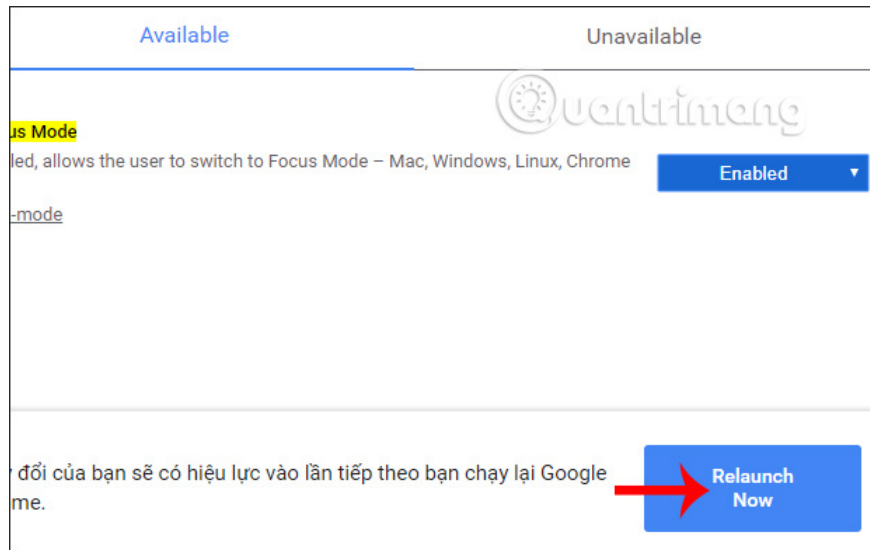 Available
Unavailable
Quantrimang
us Mode
led, allows the user to switch to Focus Mode – Mac, Windows, Linux, Chrome
Enabled
-mode
đổi của bạn sẽ có hiệu lực vào lần tiếp theo bạn chạy lại Google
me.
Relaunch
Now